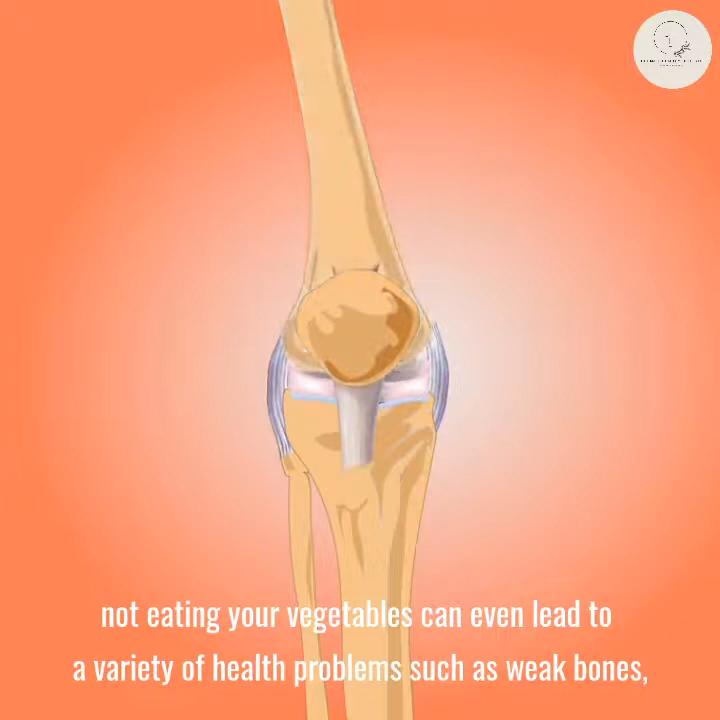 not eating your vegetables can even lead to
a variety of health problems such as weak bones,